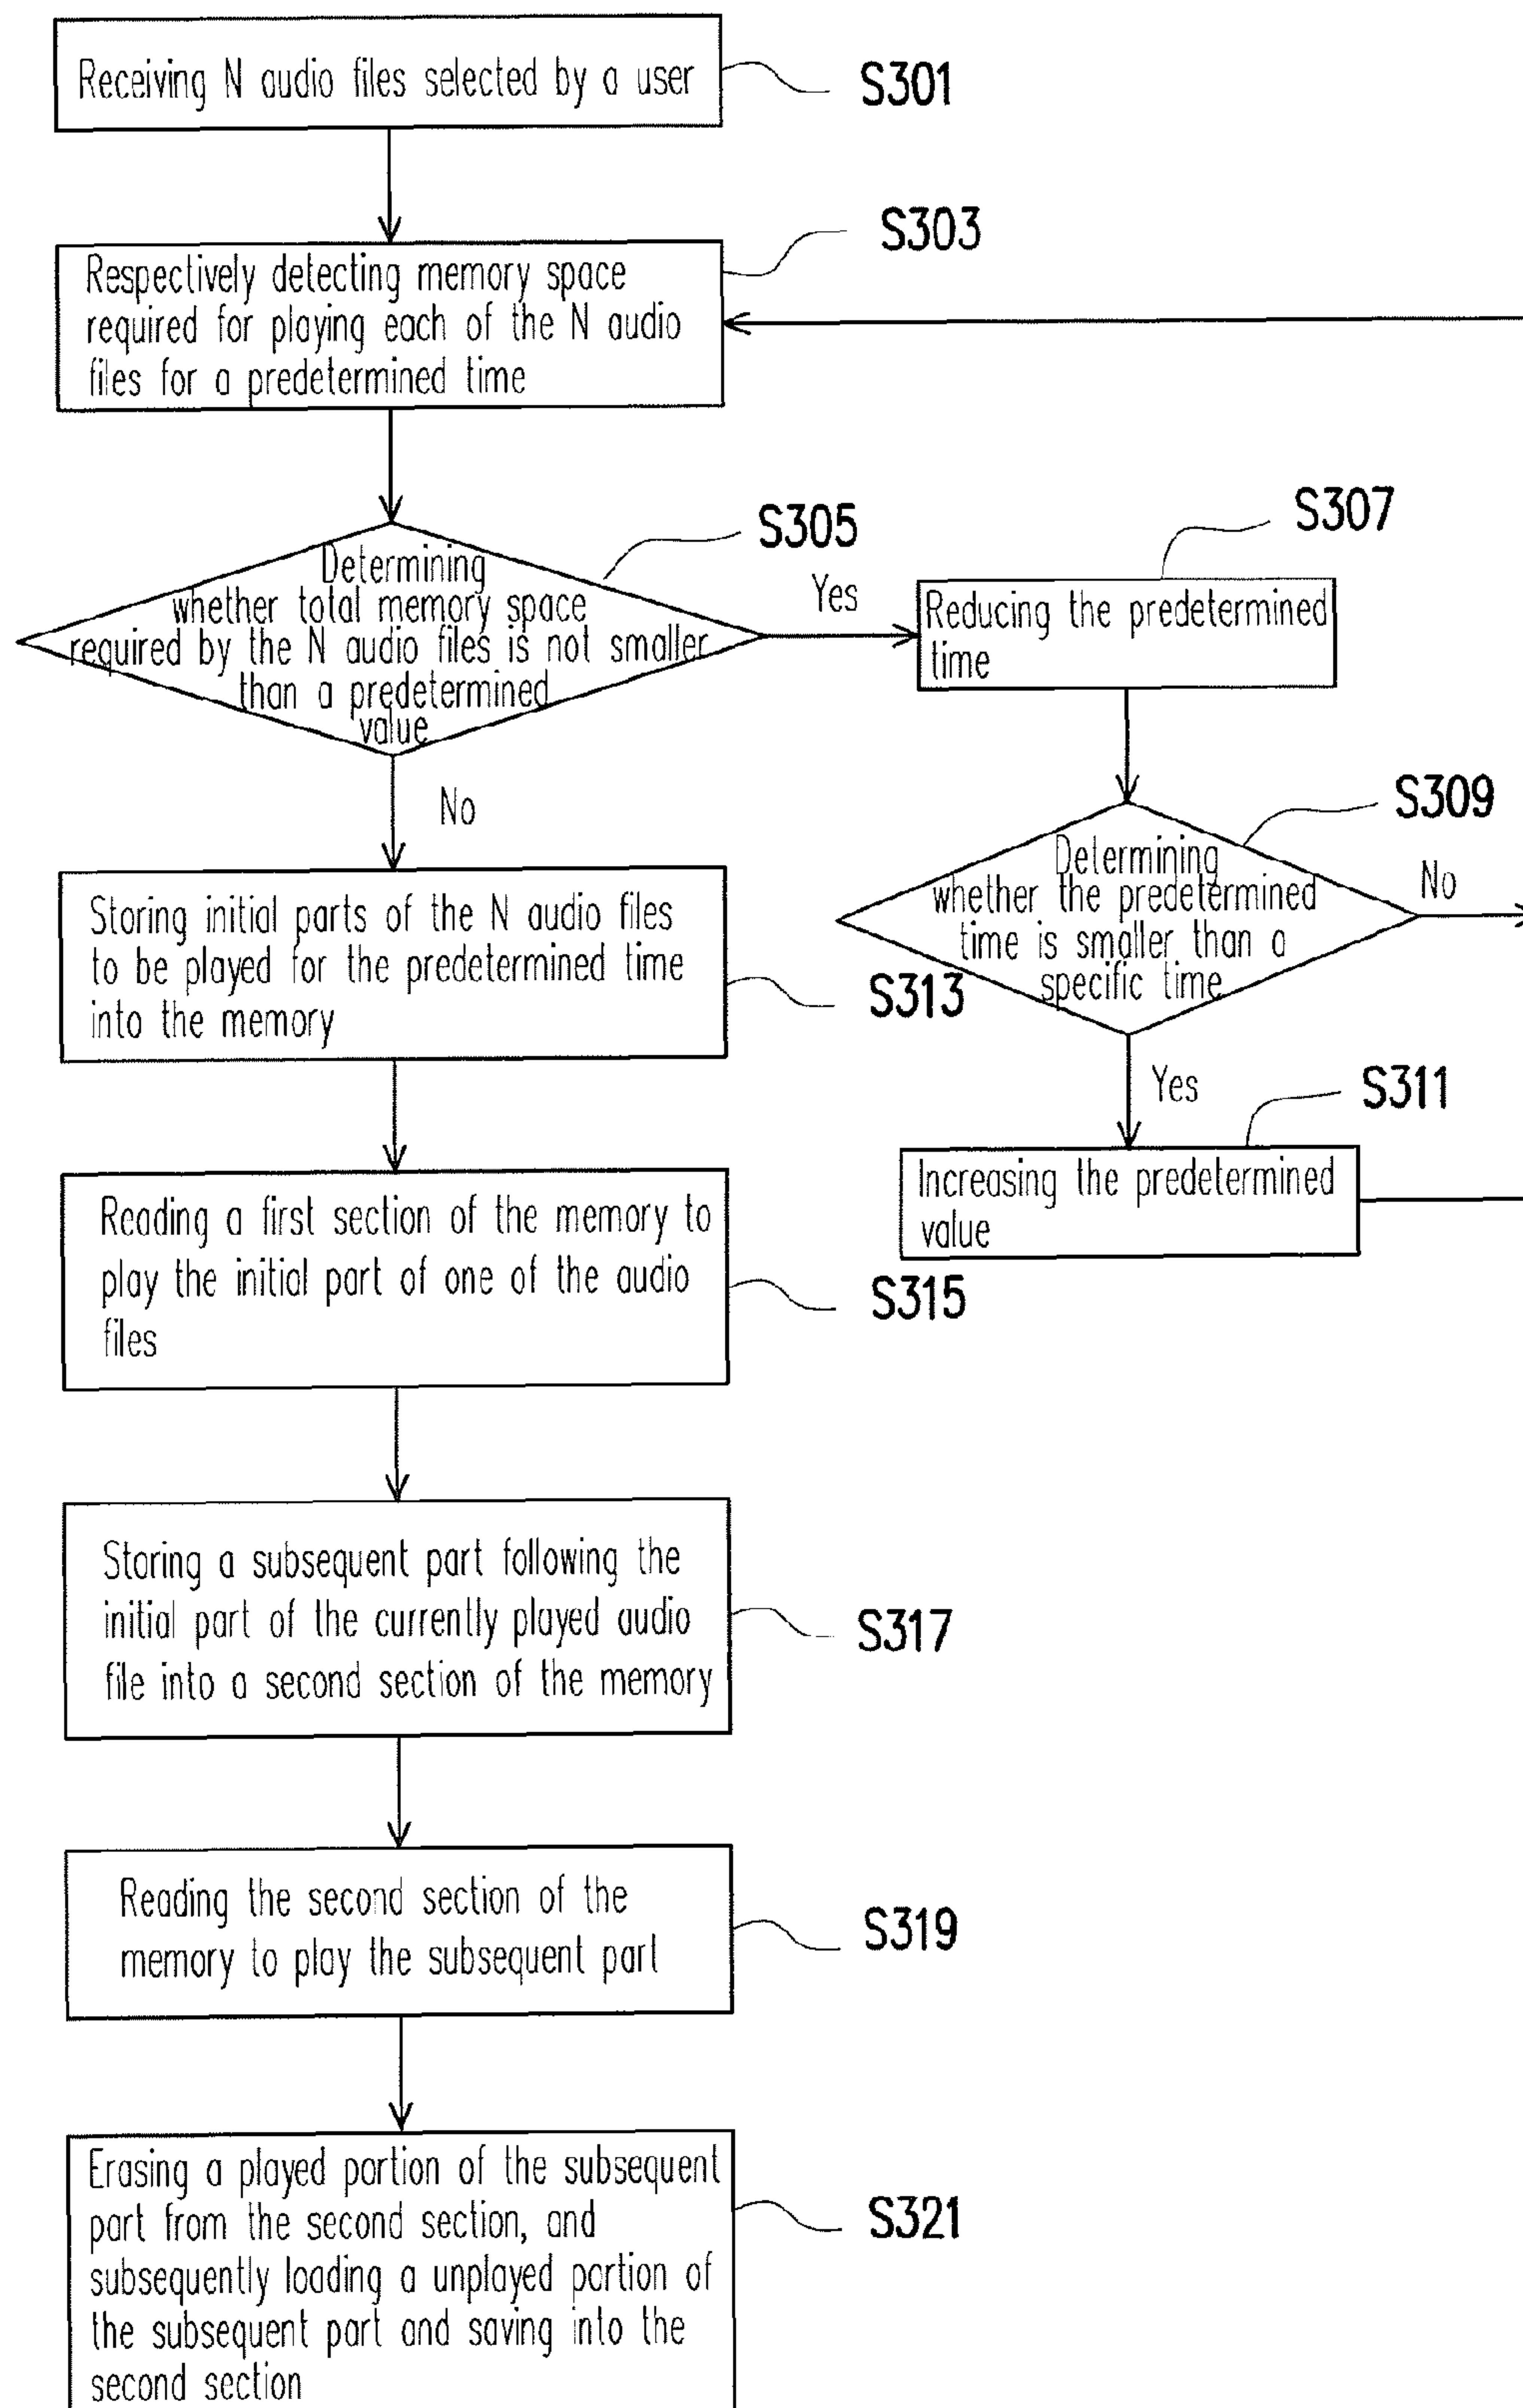 Receiving N audio files selected by a user
S301
S303
Respectively detecting memory space
required for playing each of the N audio
files for a predetermined time
S305
Determining
whether total memory space
required by the N audio files is not smaller
than a predetermined
value
Yes
No
S307
Reducing the predetermined
time
S309
Determining
whether the predetermined
time is smaller than a
specific time
No
Yes
S311
Increasing the predetermined
value
Storing initial parts of the N audio files
to be played for the predetermined time
into the memory
S313
Reading a first section of the memory to
play the initial part of one of the audio
files
S315
Storing a subsequent part following the
initial part of the currently played audio
file into a second section of the memory
S317
Reading the second section of the
memory to play the subsequent part
S319
Erasing a played portion of the subsequent
part from the second section, and
subsequently loading a unplayed portion of
the subsequent part and saving into the
second section
S321